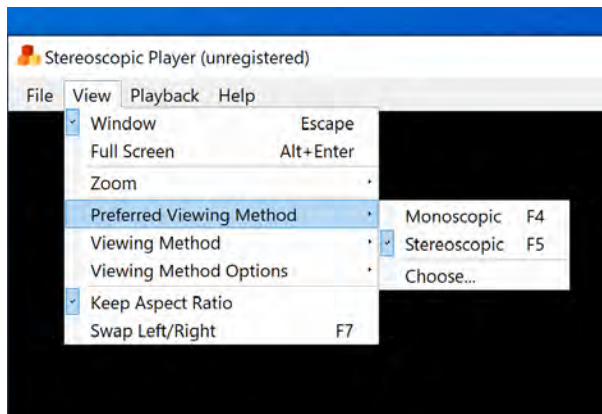 Stereoscopic Player (unregistered)
File View Playback Help
Window Escape
Full Screen Alt+Enter
Zoom
Preferred Viewing Method
Viewing Method
Viewing Method Options
Keep Aspect Ratio
Swap Left/Right F7
Monoscopic F4
Stereoscopic F5
Choose...